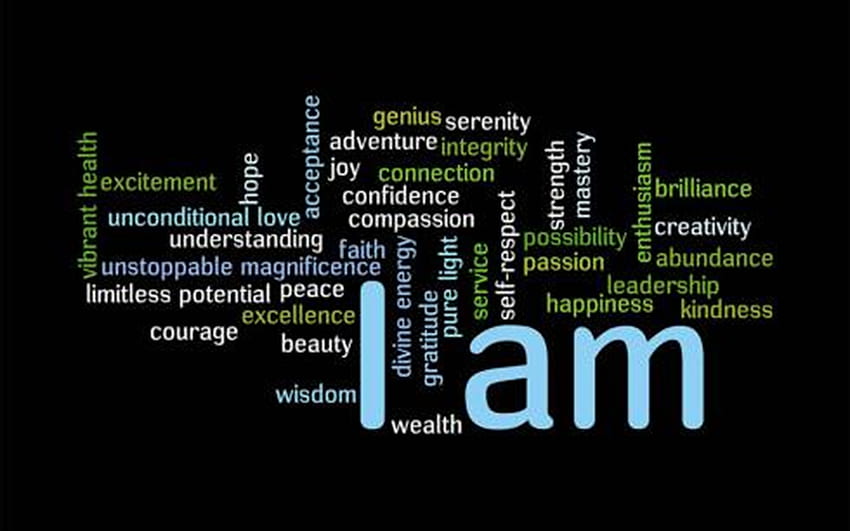 genius
serenity
acceptance
adventure
integrity
vibrant health
hope
joy
connection
strength
mastery
enthusiasm
excitement
confidence
brilliance
unconditional love
compassion
self-respect
creativity
understanding
faith
possibility
unstoppable magnificence
divine energy
pure light
service
passion
abundance
limitless potential
peace
gratitude
leadership
excellence
happiness
kindness
courage
beauty
I am
wisdom
wealth